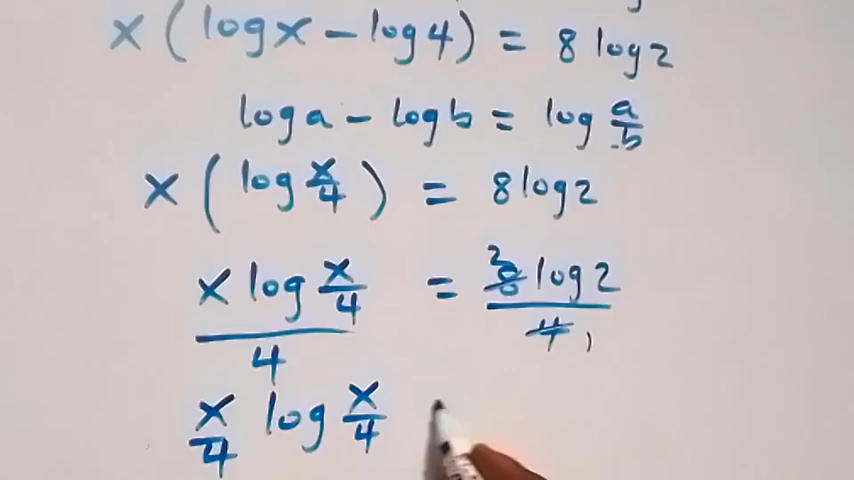 x (log x - log 4) = 8 log 2
log a - log b = log a/b
x (log x/4) = 8 log 2
x log x/4 / 4 = 2 8 log 2 / 4 1
x/4 log x/4